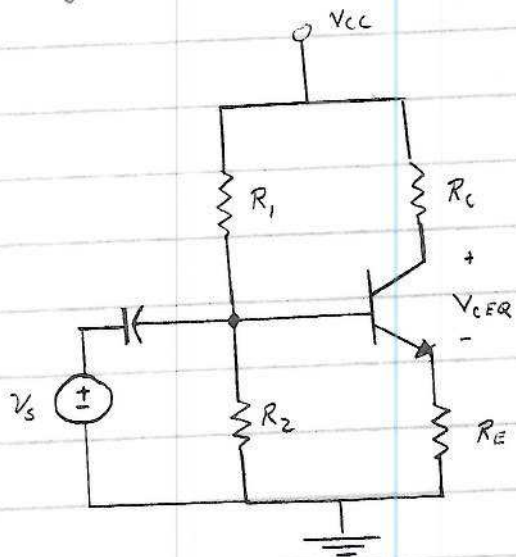 VCC
R1
RC
+
VCEQ
-
+
-
Vs
R2
RE